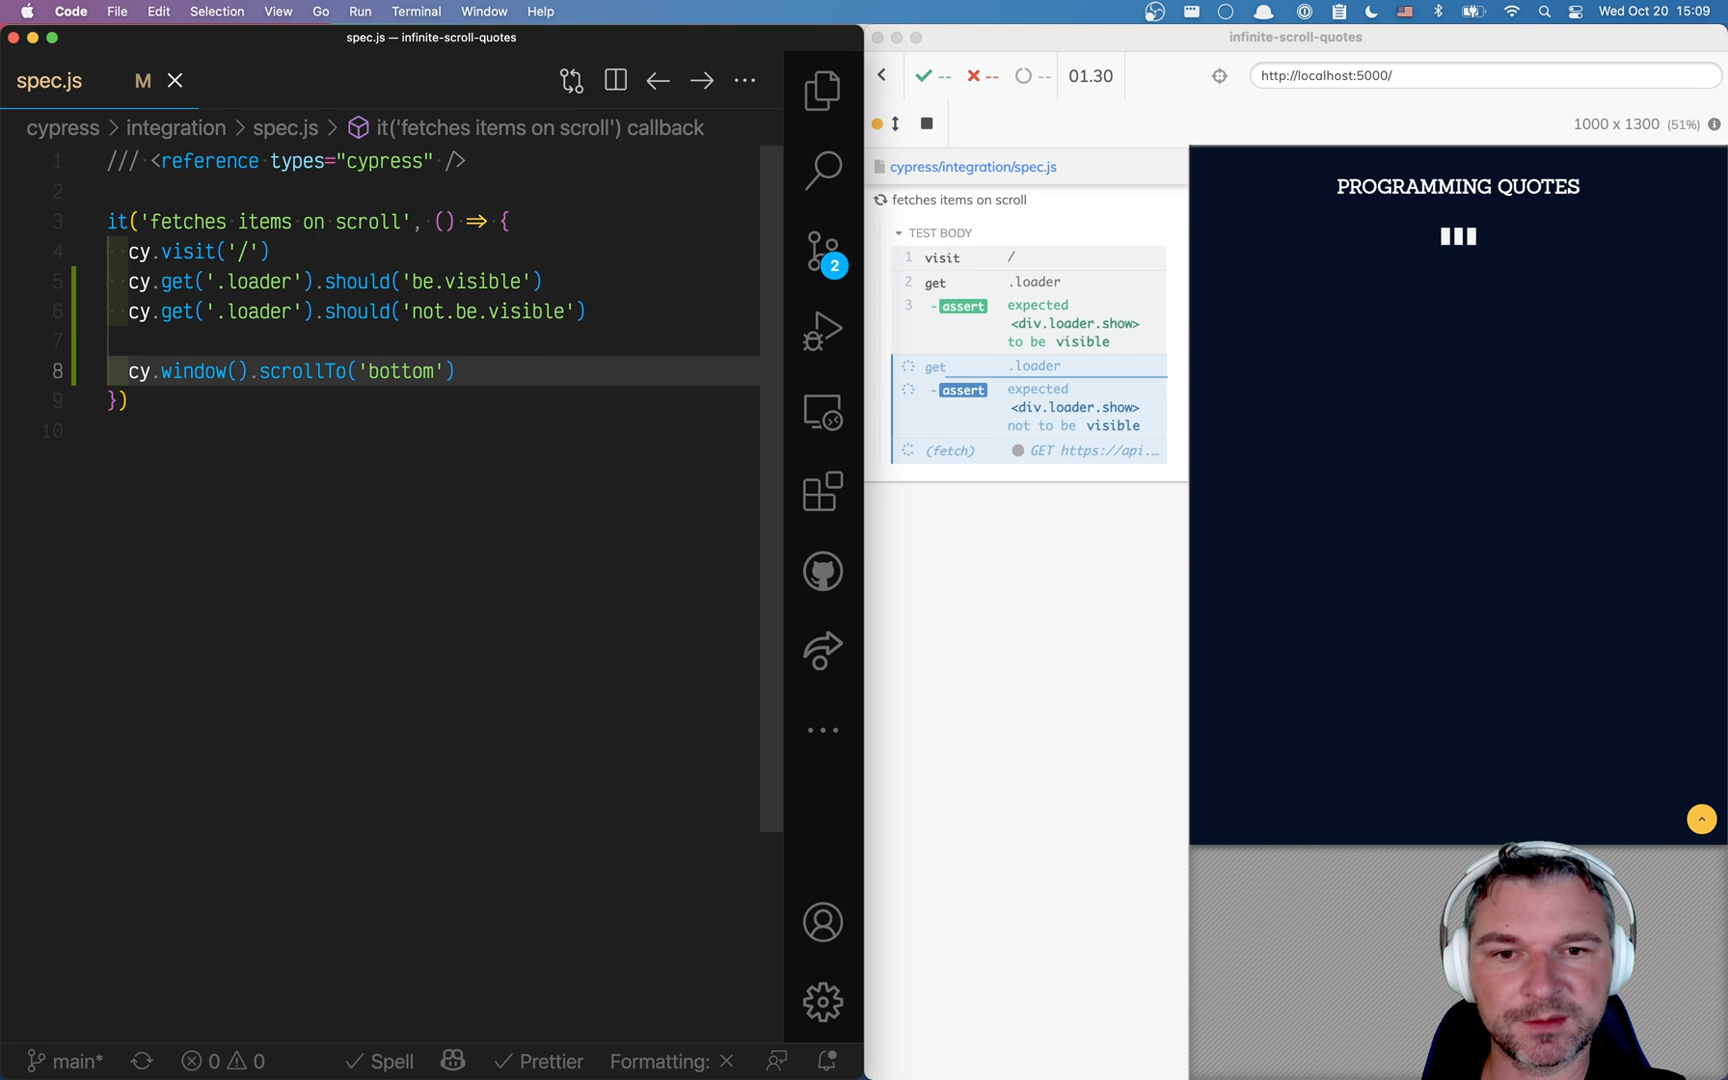 Code File Edit Selection View Go Run Terminal Window Help
Wed Oct 20 15:09
spec.js — infinite-scroll-quotes
spec.js M
cypress > integration > spec.js > it('fetches items on scroll') callback
1 /// <reference types="cypress" />
2
3 it('fetches items on scroll', () => {
4 cy.visit('/')
5 cy.get('.loader').should('be.visible')
6 cy.get('.loader').should('not.be.visible')
7
8 cy.window().scrollTo('bottom')
9 })
10
2
main* 0 0 Spell Prettier Formatting:
infinite-scroll-quotes
-- -- -- 01.30 http://localhost:5000/
1000 x 1300 (51%)
cypress/integration/spec.js
fetches items on scroll
TEST BODY
1 visit /
2 get .loader
3 -assert expected
<div.loader.show>
to be visible
get .loader
-assert expected
<div.loader.show>
not to be visible
(fetch) GET https://api.…
PROGRAMMING QUOTES